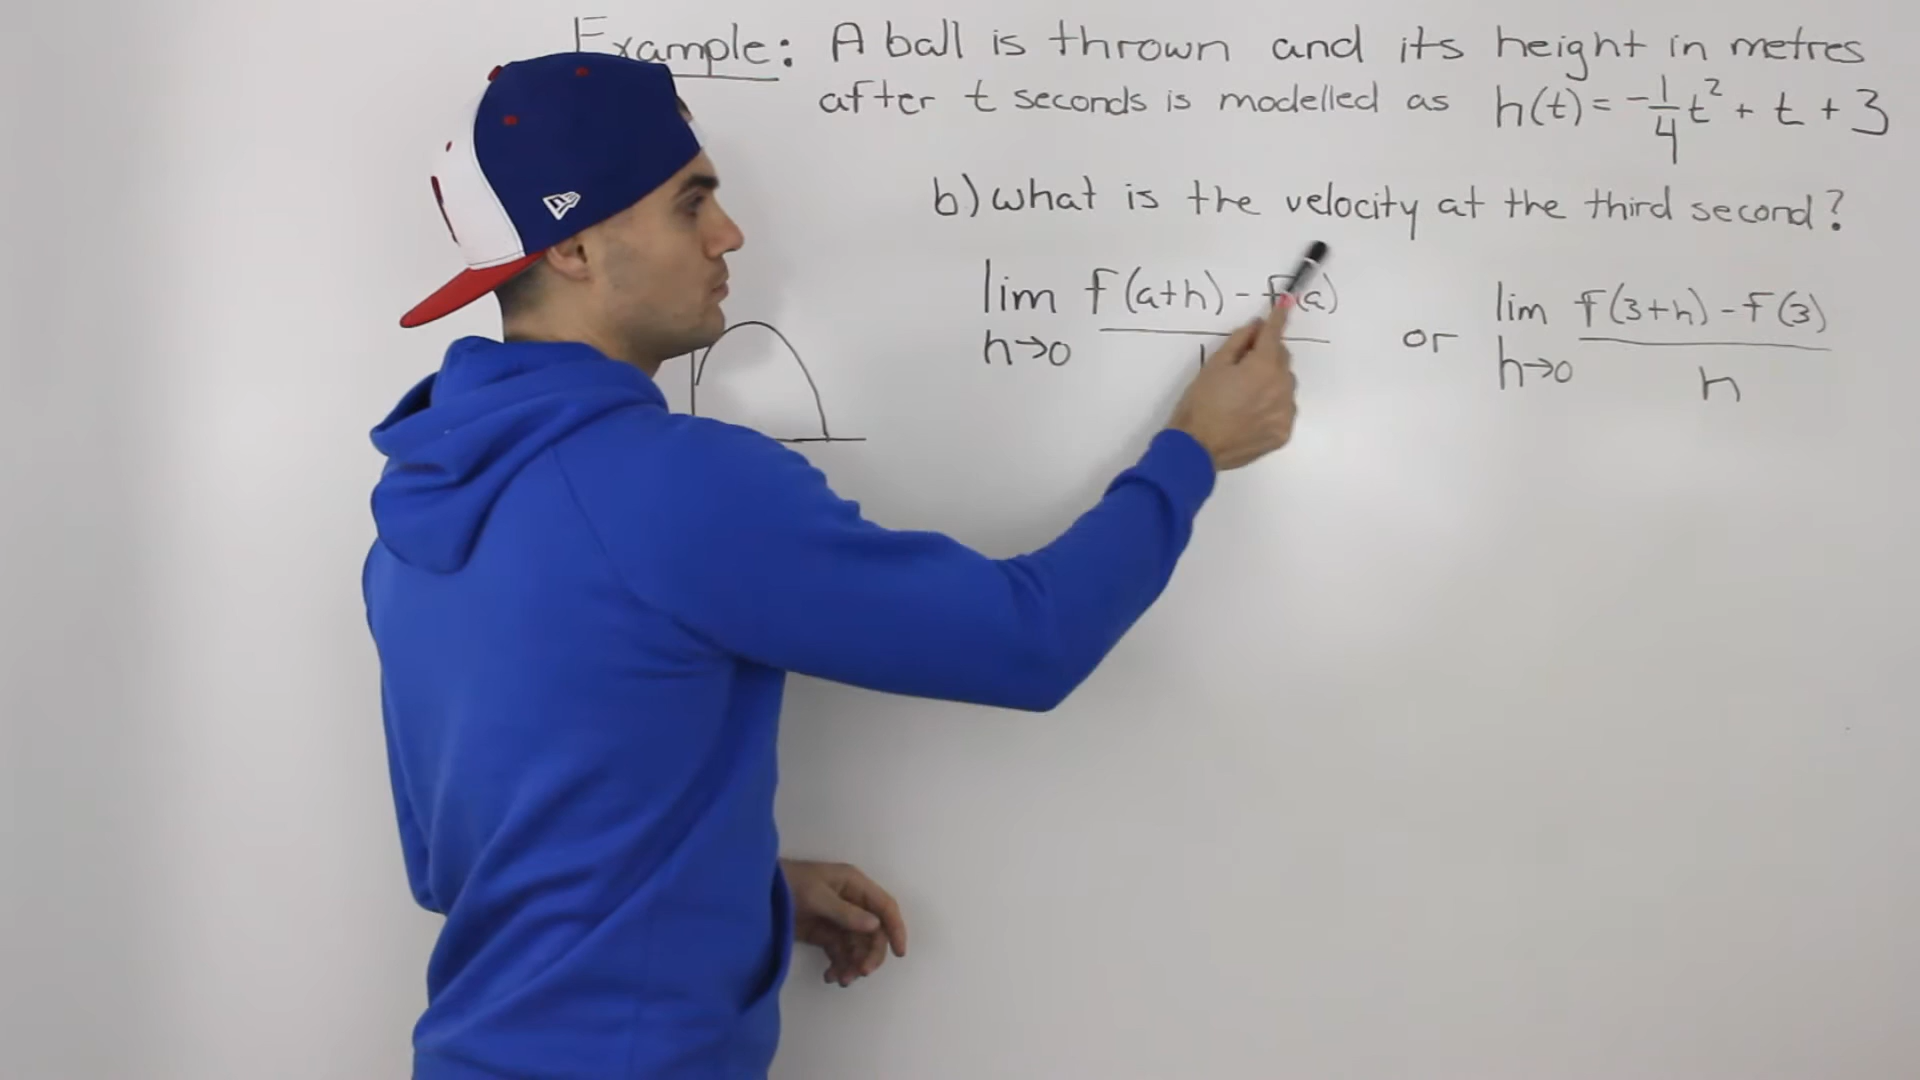 Example: A ball is thrown and its height in metres
after t seconds is modelled as h(t) = -1/4 t² + t + 3
b) what is the velocity at the third second?
lim h→0 f(a+h) - f(a) or lim h→0 f(3+h) - f(3) / h